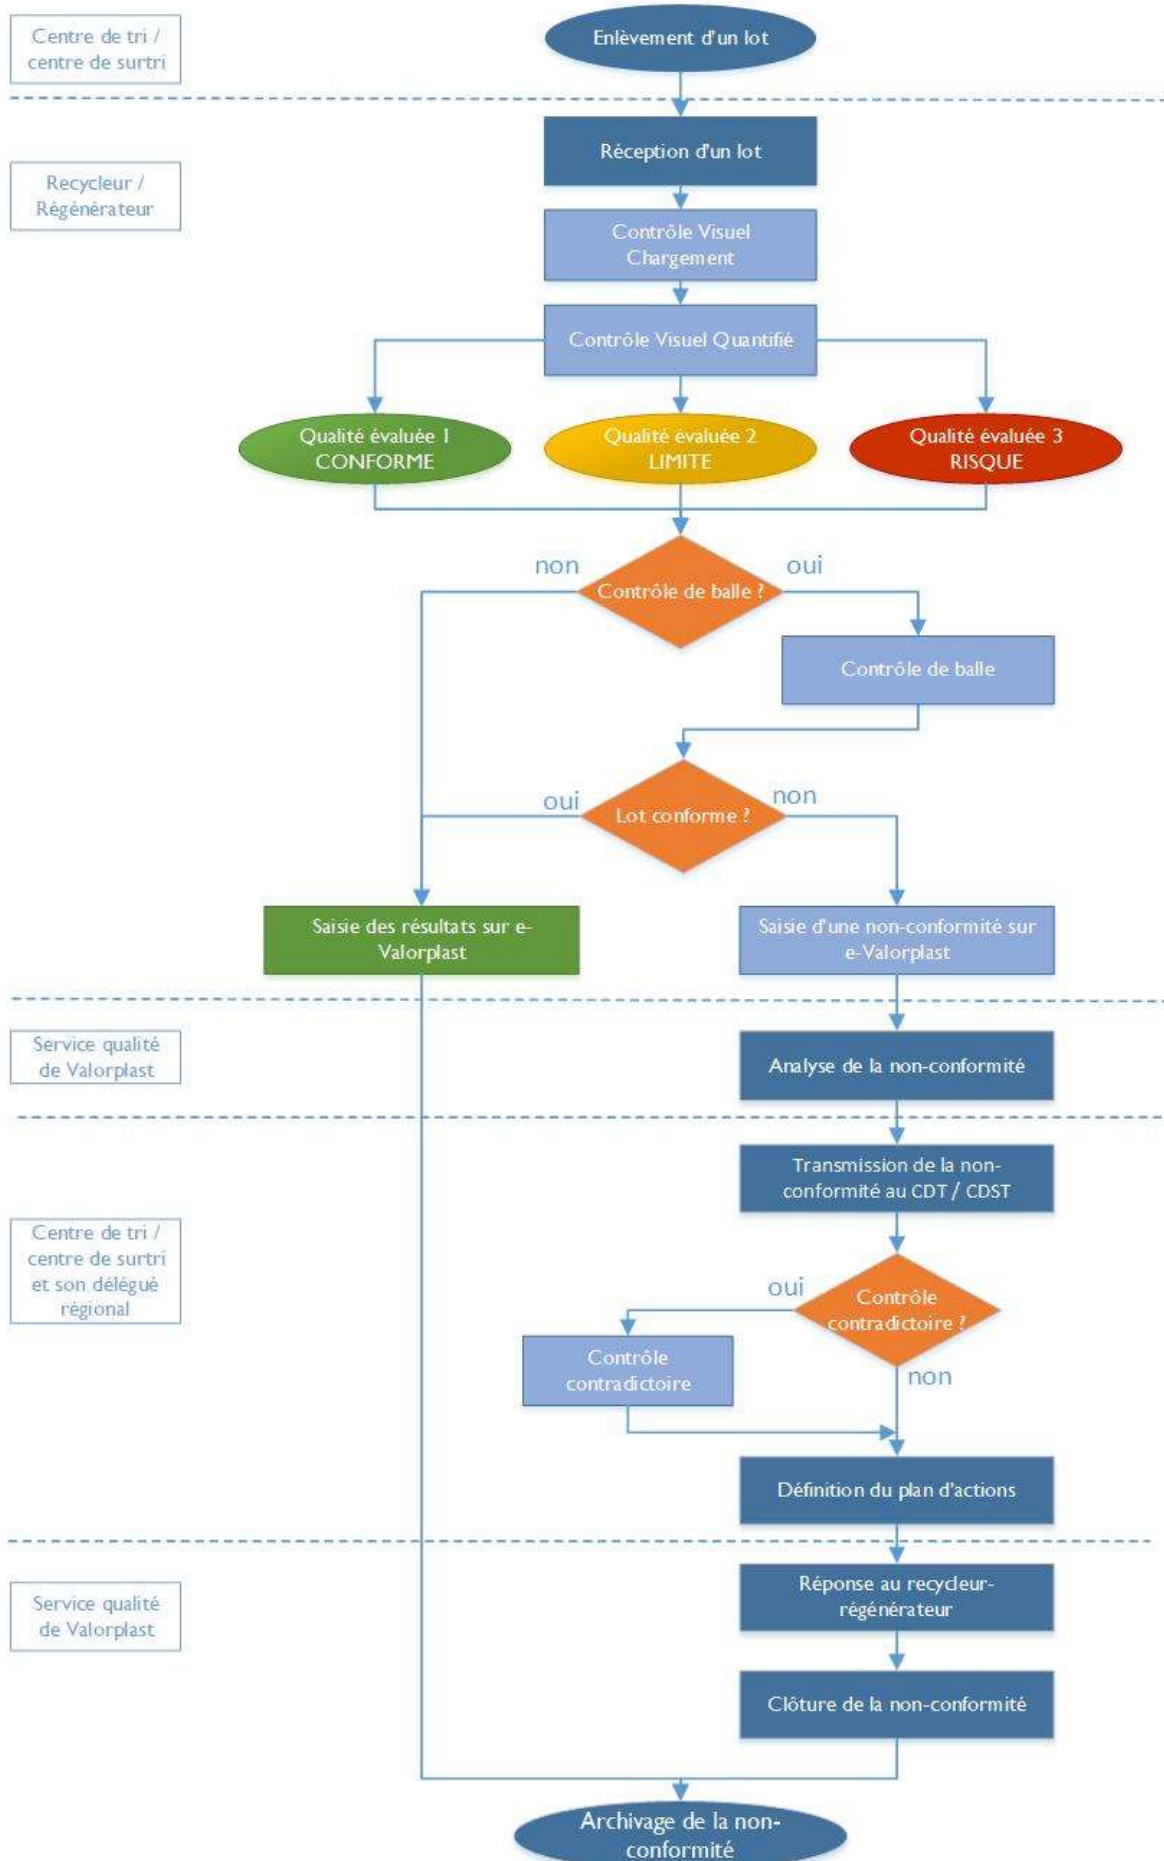 Centre de tri /
centre de surtri
Enlèvement d'un lot
Réception d'un lot
Recycleur /
Régénérateur
Contrôle Visuel
Chargement
Contrôle Visuel Quantifié
Qualité évaluée 1
CONFORME
Qualité évaluée 2
LIMITE
Qualité évaluée 3
RISQUE
non
oui
Contrôle de balle ?
Contrôle de balle
oui
non
Lot conforme ?
Saisie des résultats sur e-
Valorplast
Saisie d'une non-conformité sur
e-Valorplast
Service qualité
de Valorplast
Analyse de la non-conformité
Transmission de la non-
conformité au CDT / CDST
Centre de tri /
centre de surtri
et son délégué
régional
oui
Contrôle
contradictoire ?
Contrôle
contradictoire
non
Définition du plan d'actions
Service qualité
de Valorplast
Réponse au recycleur-
régénérateur
Clôture de la non-conformité
Archivage de la non-
conformité